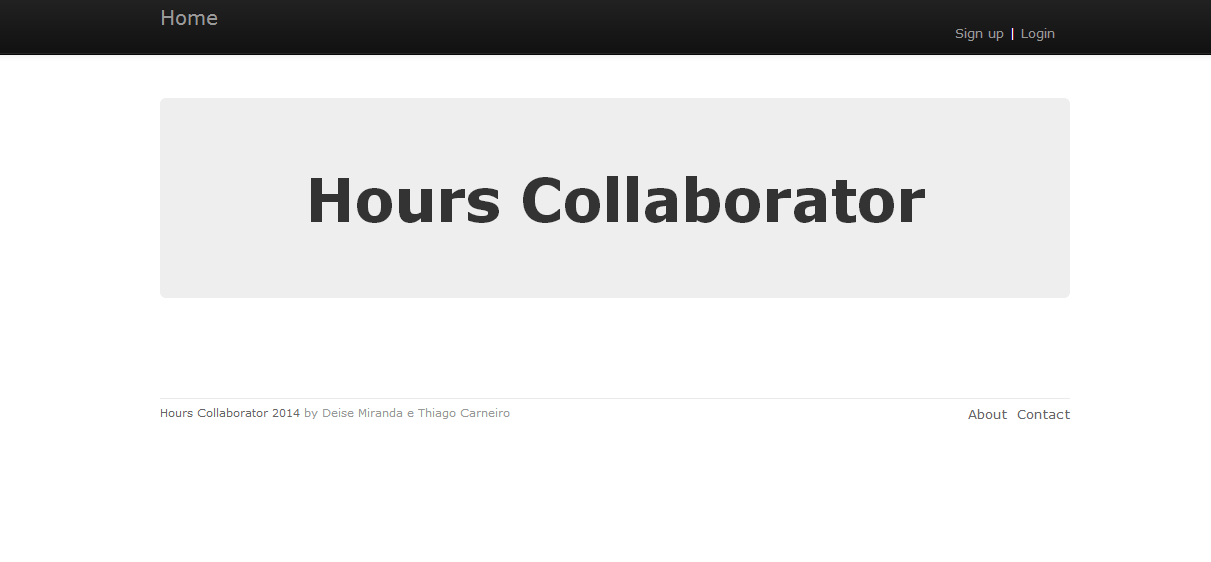 Home
Sign up | Login
Hours Collaborator
Hours Collaborator 2014 by Deise Miranda e Thiago Carneiro
About Contact